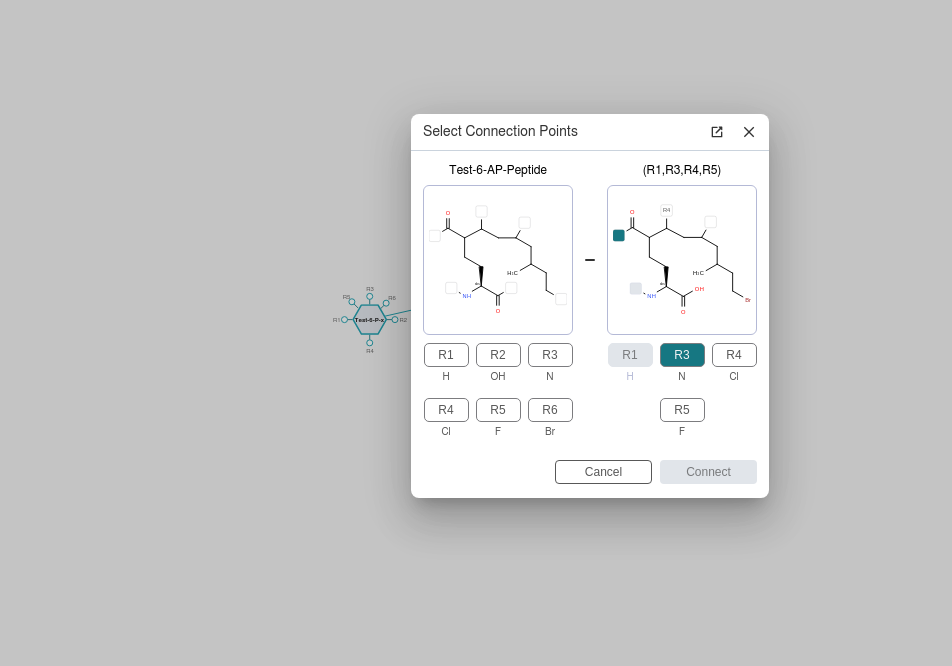 Select Connection Points
Test-6-AP-Peptide
(R1,R3,R4,R5)
O
NH
O
H₃C
–
R4
O
NH
OH
O
H₃C
Br
R1 R2 R3
H OH N
R4 R5 R6
Cl F Br
R1 R3 R4
H N Cl
R5
F
Cancel
Connect
R3
R5
R6
R1
Test-6-P-x
R2
R4